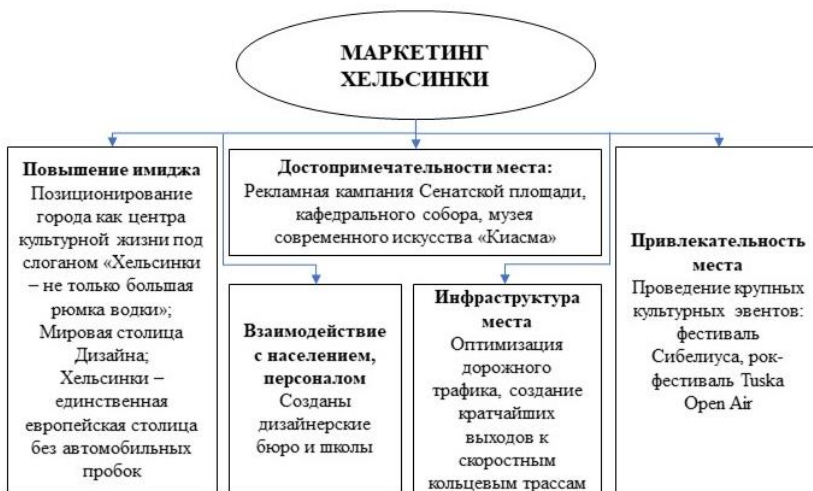 МАРКЕТИНГ
ХЕЛЬСИНКИ
Повышение имиджа
Позиционирование
города как центра
культурной жизни под
слоганом «Хельсинки
– не только большая
рюмка водки»;
Мировая столица
Дизайна;
Хельсинки –
единственная
европейская столица
без автомобильных
пробок
Достопримечательности места:
Рекламная кампания Сенатской площади,
кафедрального собора, музея
современного искусства «Киасма»
Взаимодействие
с населением,
персоналом
Созданы
дизайнерские
бюро и школы
Инфраструктура
места
Оптимизация
дорожного
трафика, создание
кратчайших
выходов к
скоростным
кольцевым трассам
Привлекательность
места
Проведение крупных
культурных эвентов:
фестиваль
Сибелиуса, рок-
фестиваль Tuska
Open Air